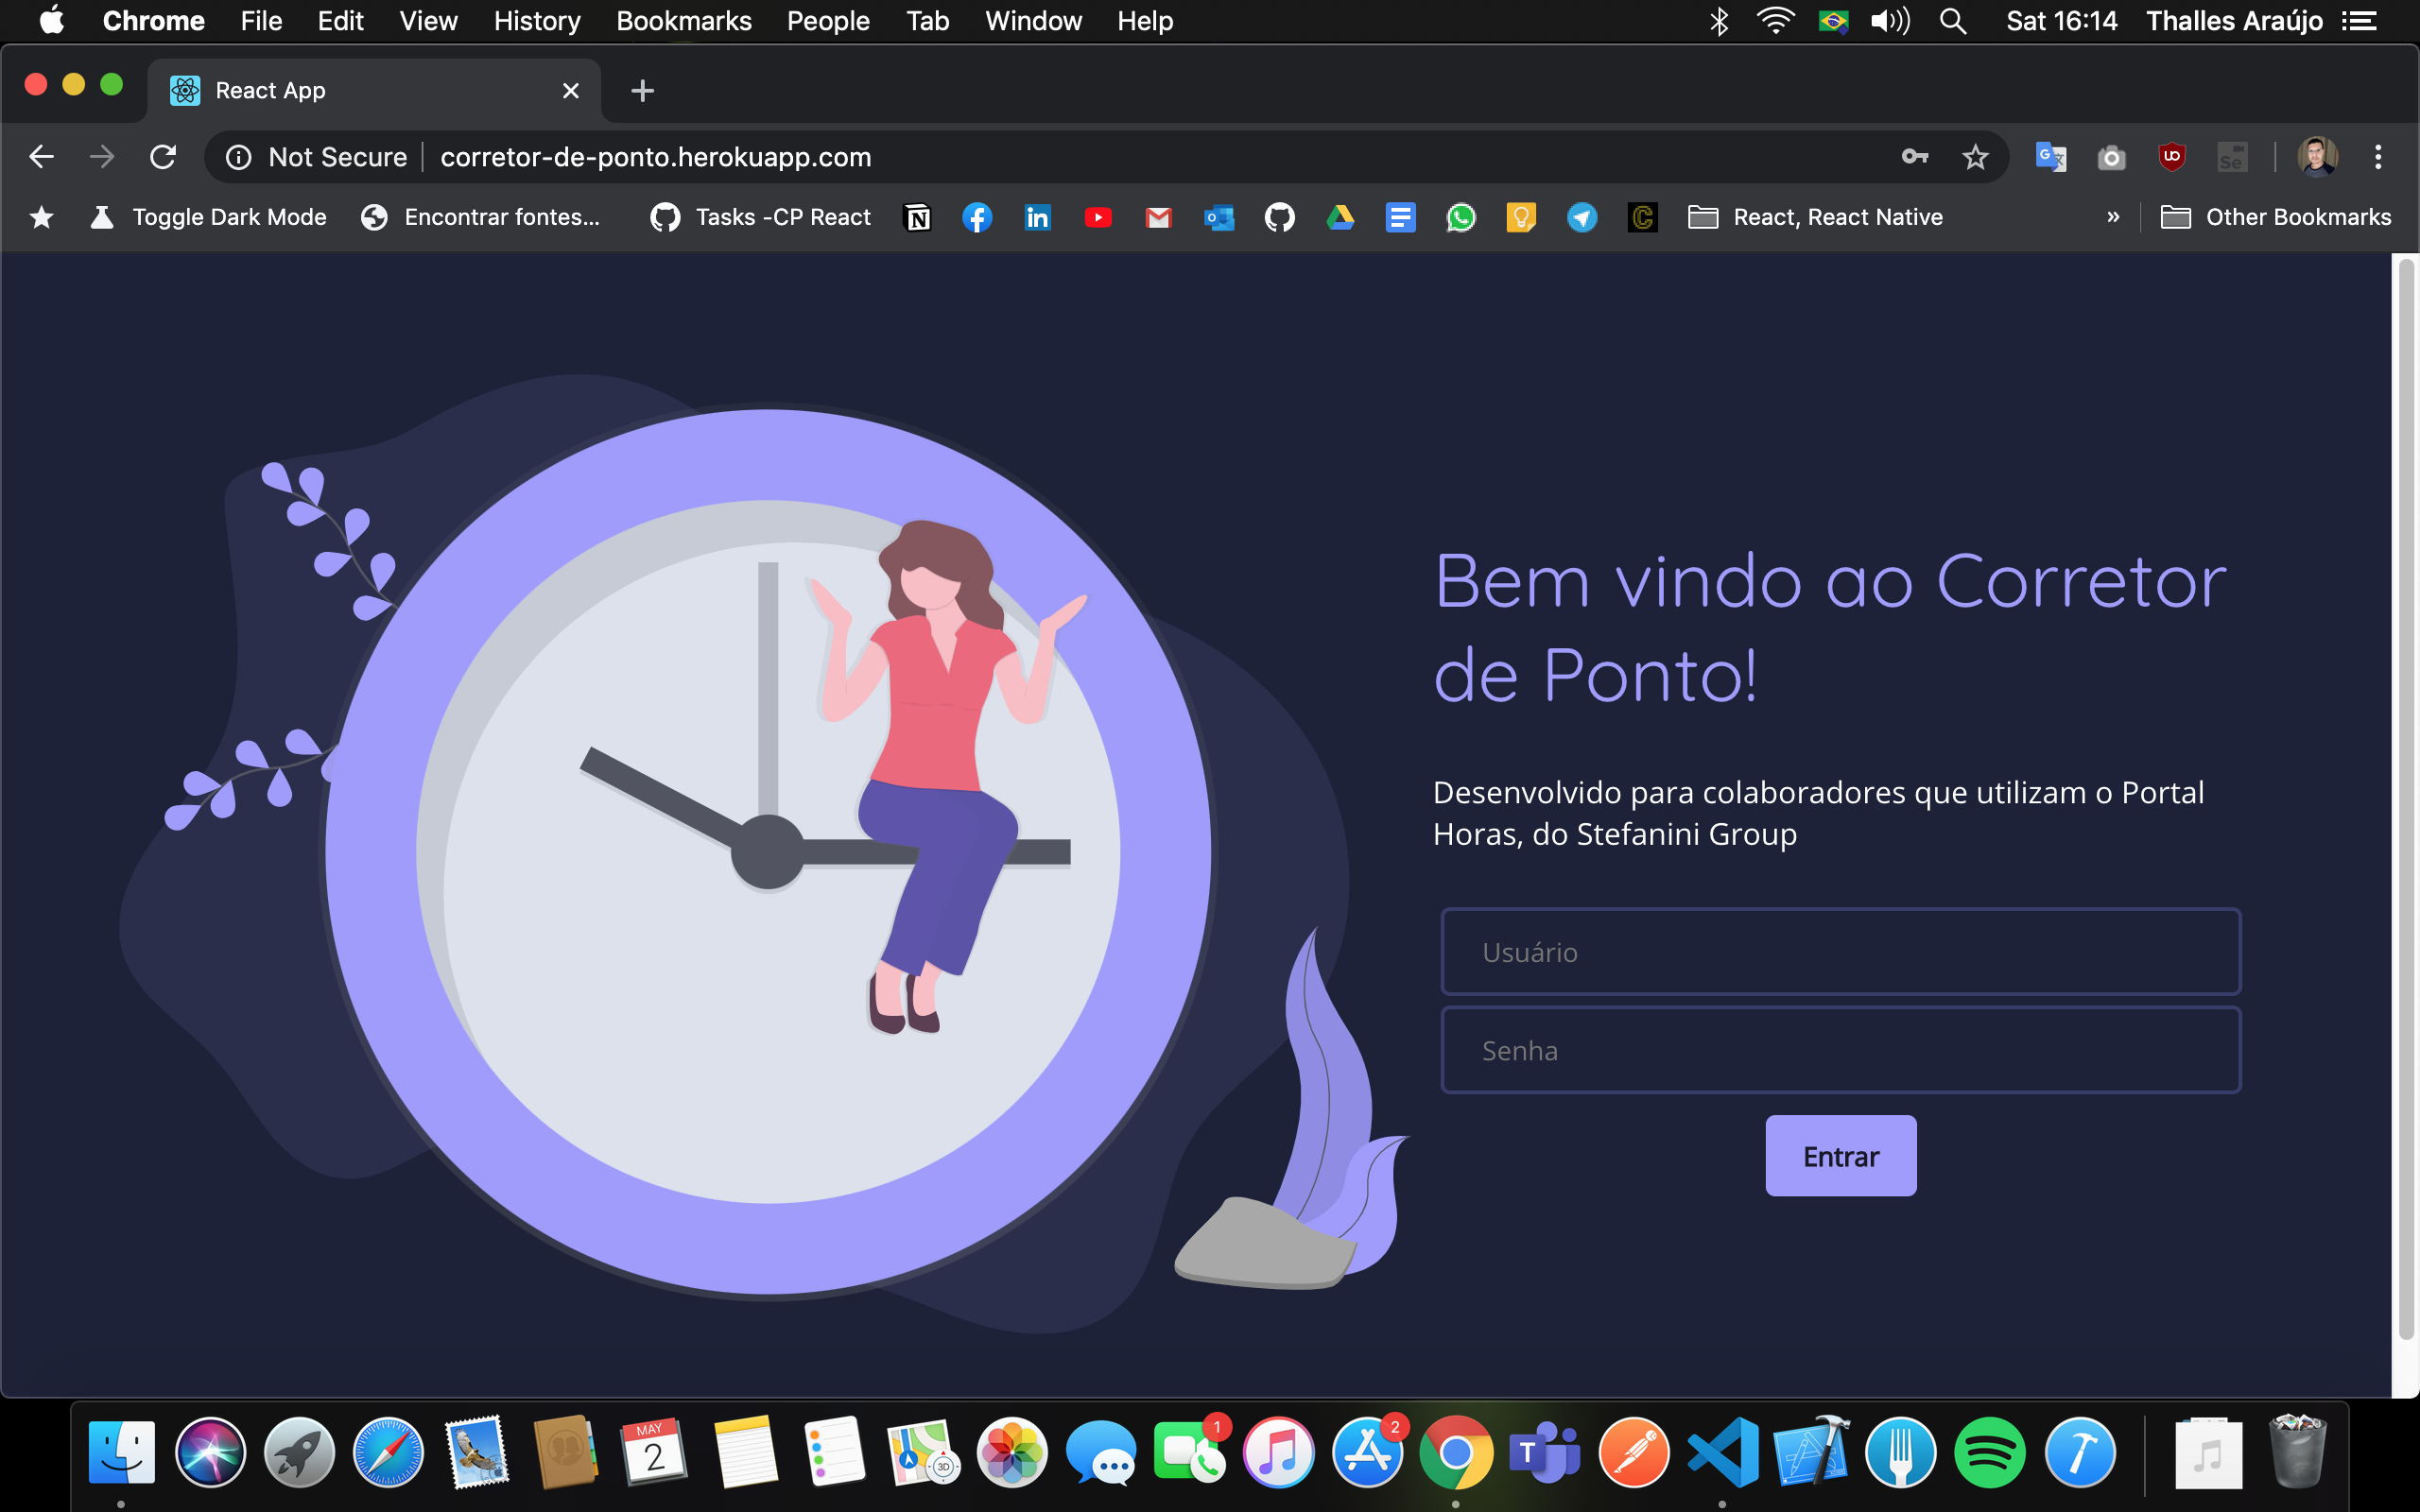 Chrome File Edit View History Bookmarks People Tab Window Help Sat 16:14 Thalles Araújo
React App
Not Secure corretor-de-ponto.herokuapp.com
Toggle Dark Mode Encontrar fontes... Tasks -CP React React, React Native » Other Bookmarks
Bem vindo ao Corretor
de Ponto!
Desenvolvido para colaboradores que utilizam o Portal
Horas, do Stefanini Group
Usuário
Senha
Entrar
MAY
2
3D
1
2
T